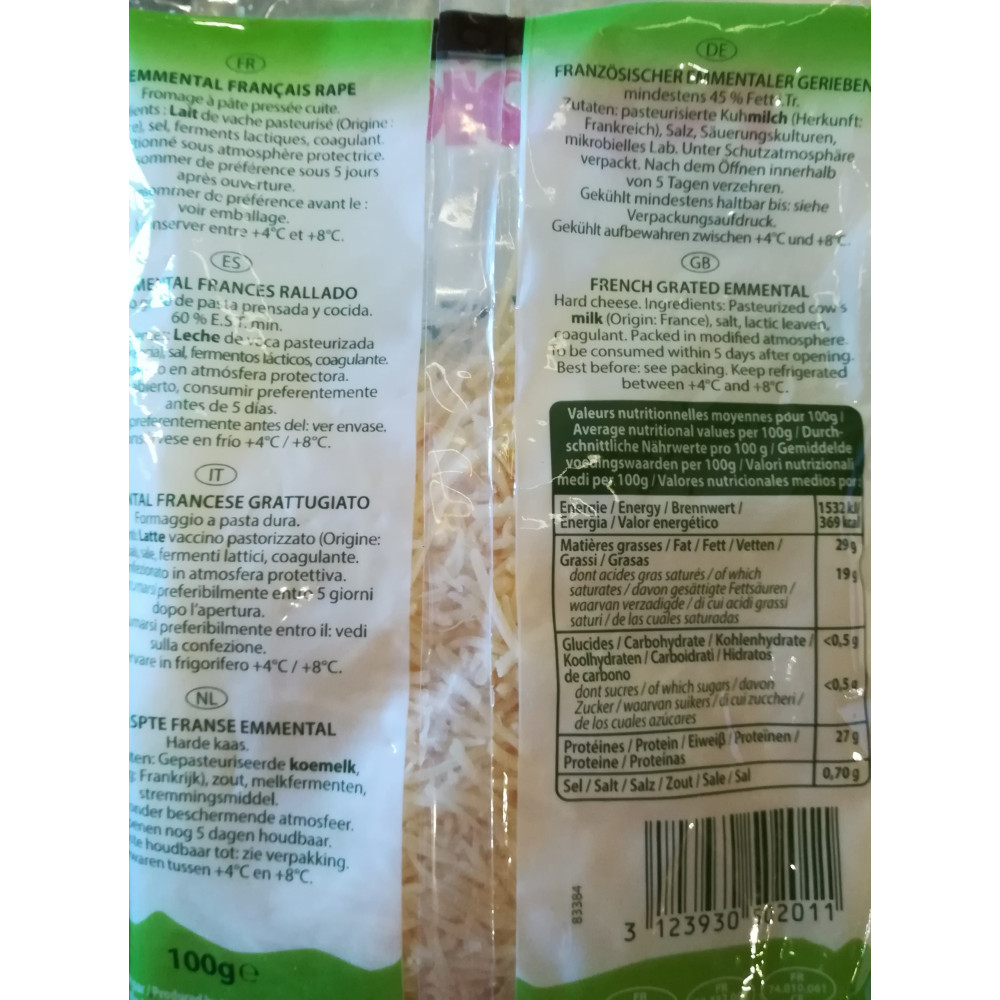 FR
EMMENTAL FRANÇAIS RAPE
Fromage à pâte pressée cuite.
Lait de vache pasteurisé (Origine:
sel, ferments lactiques, coagulant.
sous atmosphère protectrice.
de préférence sous 5 jours
après ouverture.
de préférence avant le :
voir emballage.
entre +4°C et +8°C.
ES
FRANCES RALLADO
de pasta prensada y cocida.
60 % E.S.T. min.
Leche de vaca pasteurizada
sal, fermentos lácticos, coagulante.
en atmósfera protectora.
consumir preferentemente
antes de 5 días.
preferentemente antes del: ver envase.
en frío +4°C / +8°C.
IT
FRANCESE GRATTUGIATO
Formaggio a pasta dura.
Latte vaccino pastorizzato (Origine:
fermenti lattici, coagulante.
in atmosfera protettiva.
preferibilmente entro 5 giorni
dopo l'apertura.
preferibilmente entro il: vedi
sulla confezione.
in frigorifero +4°C / +8°C.
NL
FRANSE EMMENTAL
Harde kaas.
Gepasteuriseerde koemelk,
Frankrijk), zout, melkfermenten,
stremmingsmiddel.
beschermende atmosfeer.
nog 5 dagen houdbaar.
houdbaar tot: zie verpakking.
tussen +4°C en +8°C.
100g e
DE
FRANZÖSISCHER EMMENTALER GERIEBEN
mindestens 45 % Fett i. Tr.
Zutaten: pasteurisierte Kuhmilch (Herkunft:
Frankreich), Salz, Säuerungskulturen,
mikrobielles Lab. Unter Schutzatmosphäre
verpackt. Nach dem Öffnen innerhalb
von 5 Tagen verzehren.
Gekühlt mindestens haltbar bis: siehe
Verpackungsaufdruck.
Gekühlt aufbewahren zwischen +4°C und +8°C.
GB
FRENCH GRATED EMMENTAL
Hard cheese. Ingredients: Pasteurized cow's
milk (Origin: France), salt, lactic leaven,
coagulant. Packed in modified atmosphere.
To be consumed within 5 days after opening.
Best before: see packing. Keep refrigerated
between +4°C and +8°C.
Valeurs nutritionnelles moyennes pour 100g /
Average nutritional values per 100g / Durch-
schnittliche Nährwerte pro 100 g / Gemiddelde
voedingswaarden per 100g / Valori nutrizionali
medi per 100g / Valores nutricionales medios por
Energie / Energy / Brennwert / 1532 kJ/
Energia / Valor energético 369 kcal
Matières grasses / Fat / Fett / Vetten / 29 g
Grassi / Grasas
dont acides gras saturés / of which 19 g
saturates / davon gesättigte Fettsäuren /
waarvan verzadigde / di cui acidi grassi
saturi / de las cuales saturadas
Glucides / Carbohydrate / Kohlenhydrate / <0,5 g
Koolhydraten / Carboidrati / Hidratos
de carbono
dont sucres / of which sugars / davon <0,5 g
Zucker / waarvan suikers / di cui zuccheri /
de los cuales azúcares
Protéines / Protein / Eiweiß / Proteïnen / 27 g
Proteine / Proteínas
Sel / Salt / Salz / Zout / Sale / Sal 0,70 g
83384
3 123930
FR
FR
FR
74.010.061